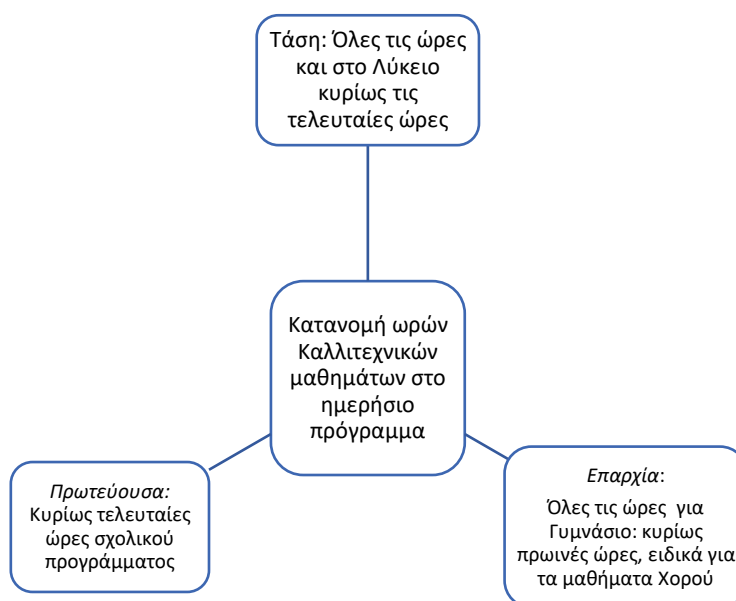 Τάση: Όλες τις ώρες
και στο Λύκειο
κυρίως τις
τελευταίες ώρες
Κατανομή ωρών
Καλλιτεχνικών
μαθημάτων στο
ημερήσιο
πρόγραμμα
Πρωτεύουσα:
Κυρίως τελευταίες
ώρες σχολικού
προγράμματος
Επαρχία:
Όλες τις ώρες για
Γυμνάσιο: κυρίως
πρωινές ώρες, ειδικά για
τα μαθήματα Χορού